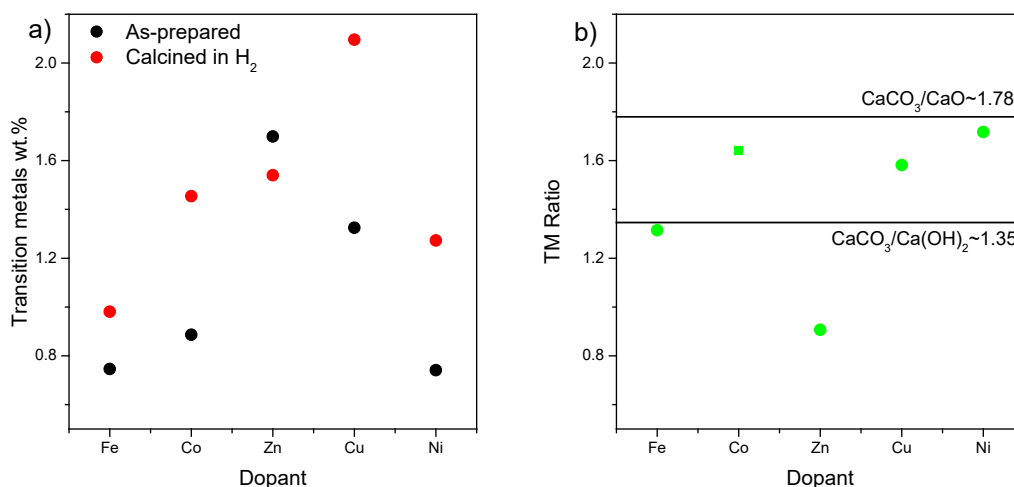 a)
As-prepared
Calcined in H₂
Transition metals wt.%
2.0
1.6
1.2
0.8
Fe Co Zn Cu Ni
Dopant
b)
CaCO₃/CaO~1.78
CaCO₃/Ca(OH)₂~1.35
TM Ratio
2.0
1.6
1.2
0.8
Fe Co Zn Cu Ni
Dopant